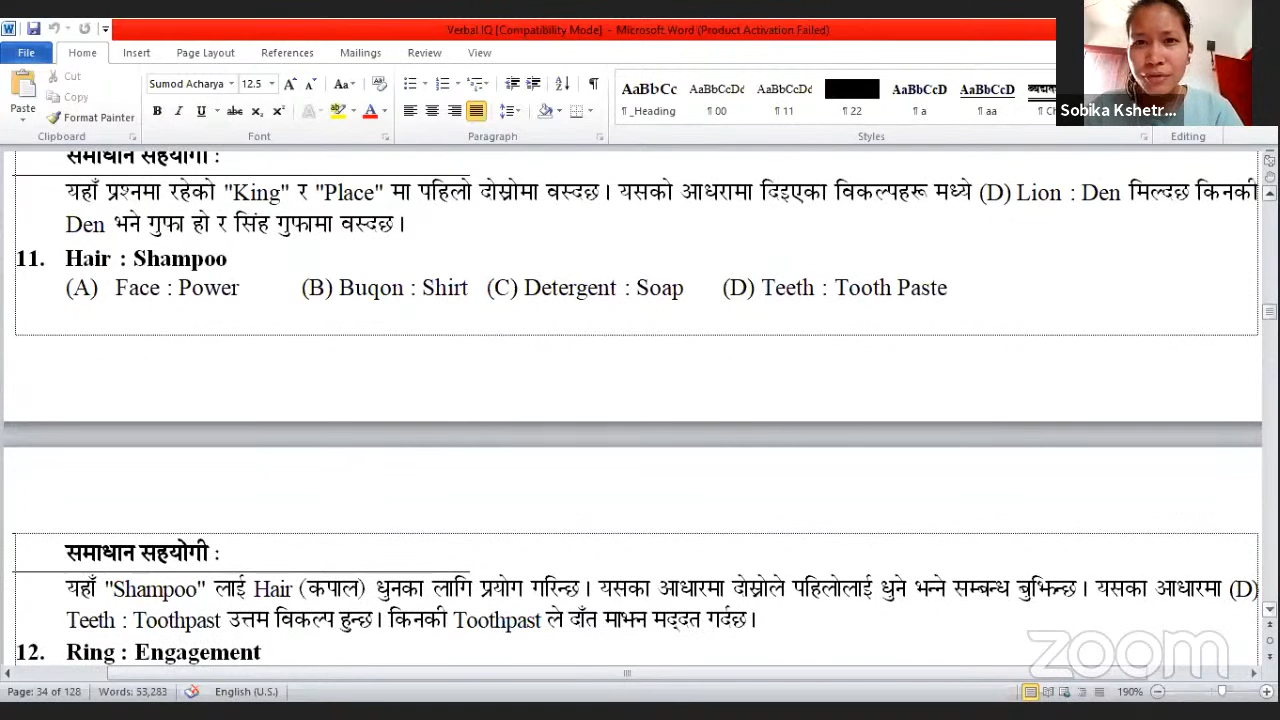 Verbal IQ [Compatibility Mode] - Microsoft Word (Product Activation Failed)
File Home Insert Page Layout References Mailings Review View
Cut
Copy
Format Painter
Paste
Sumod Acharya 12.5
AaBbCc AaBbCcDc AaBbCcDd AaBbCcD AaBbCcD
¶ _Heading ¶ 00 ¶ 11 ¶ 22 ¶ a ¶ aa
Clipboard Font Paragraph Styles Editing
Sobika Kshetr...
समाधान सहयोगी :
यहाँ प्रश्नमा रहेको "King" र "Place" मा पहिलो दोस्रोमा वस्दछ। यसको आधरामा दिइएका विकल्पहरू मध्ये (D) Lion : Den मिल्दछ किनकी
Den भने गुफा हो र सिंह गुफामा वस्दछ।
11. Hair : Shampoo
(A) Face : Power (B) Buqon : Shirt (C) Detergent : Soap (D) Teeth : Tooth Paste
समाधान सहयोगी :
यहाँ "Shampoo" लाई Hair (कपाल) धुनका लागि प्रयोग गरिन्छ। यसका आधारमा दोस्रोले पहिलोलाई धुने भन्ने सम्बन्ध बुझिन्छ। यसका आधारमा (D)
Teeth : Toothpast उत्तम विकल्प हुन्छ। किनकी Toothpast ले दाँत माझ्न मद्दत गर्दछ।
12. Ring : Engagement
zoom
Page: 34 of 128 Words: 53,283 English (U.S.) 190%